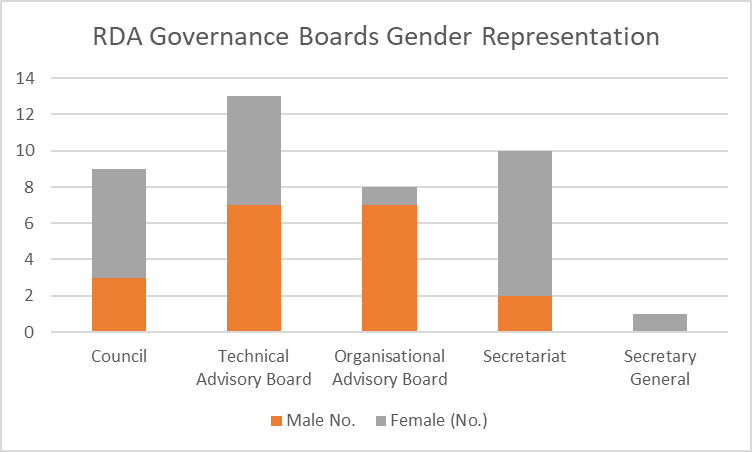 RDA Governance Boards Gender Representation
14
12
10
8
6
4
2
0
Council
Technical
Advisory Board
Organisational
Advisory Board
Secretariat
Secretary
General
Male No.
Female (No.)